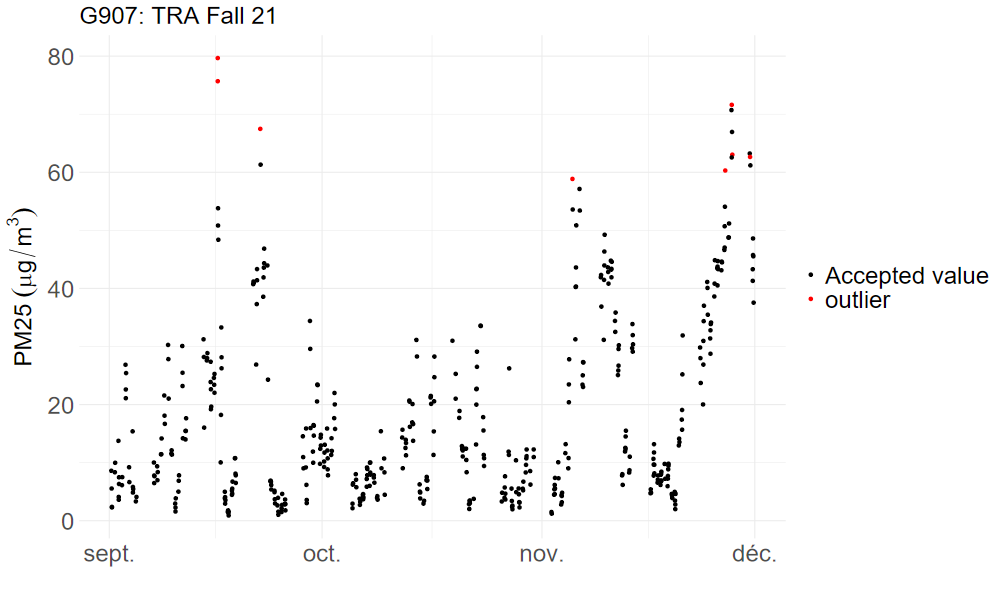 G907: TRA Fall 21
80
60
40
20
0
PM25 (μg/m³)
sept.
oct.
nov.
déc.
Accepted value
outlier